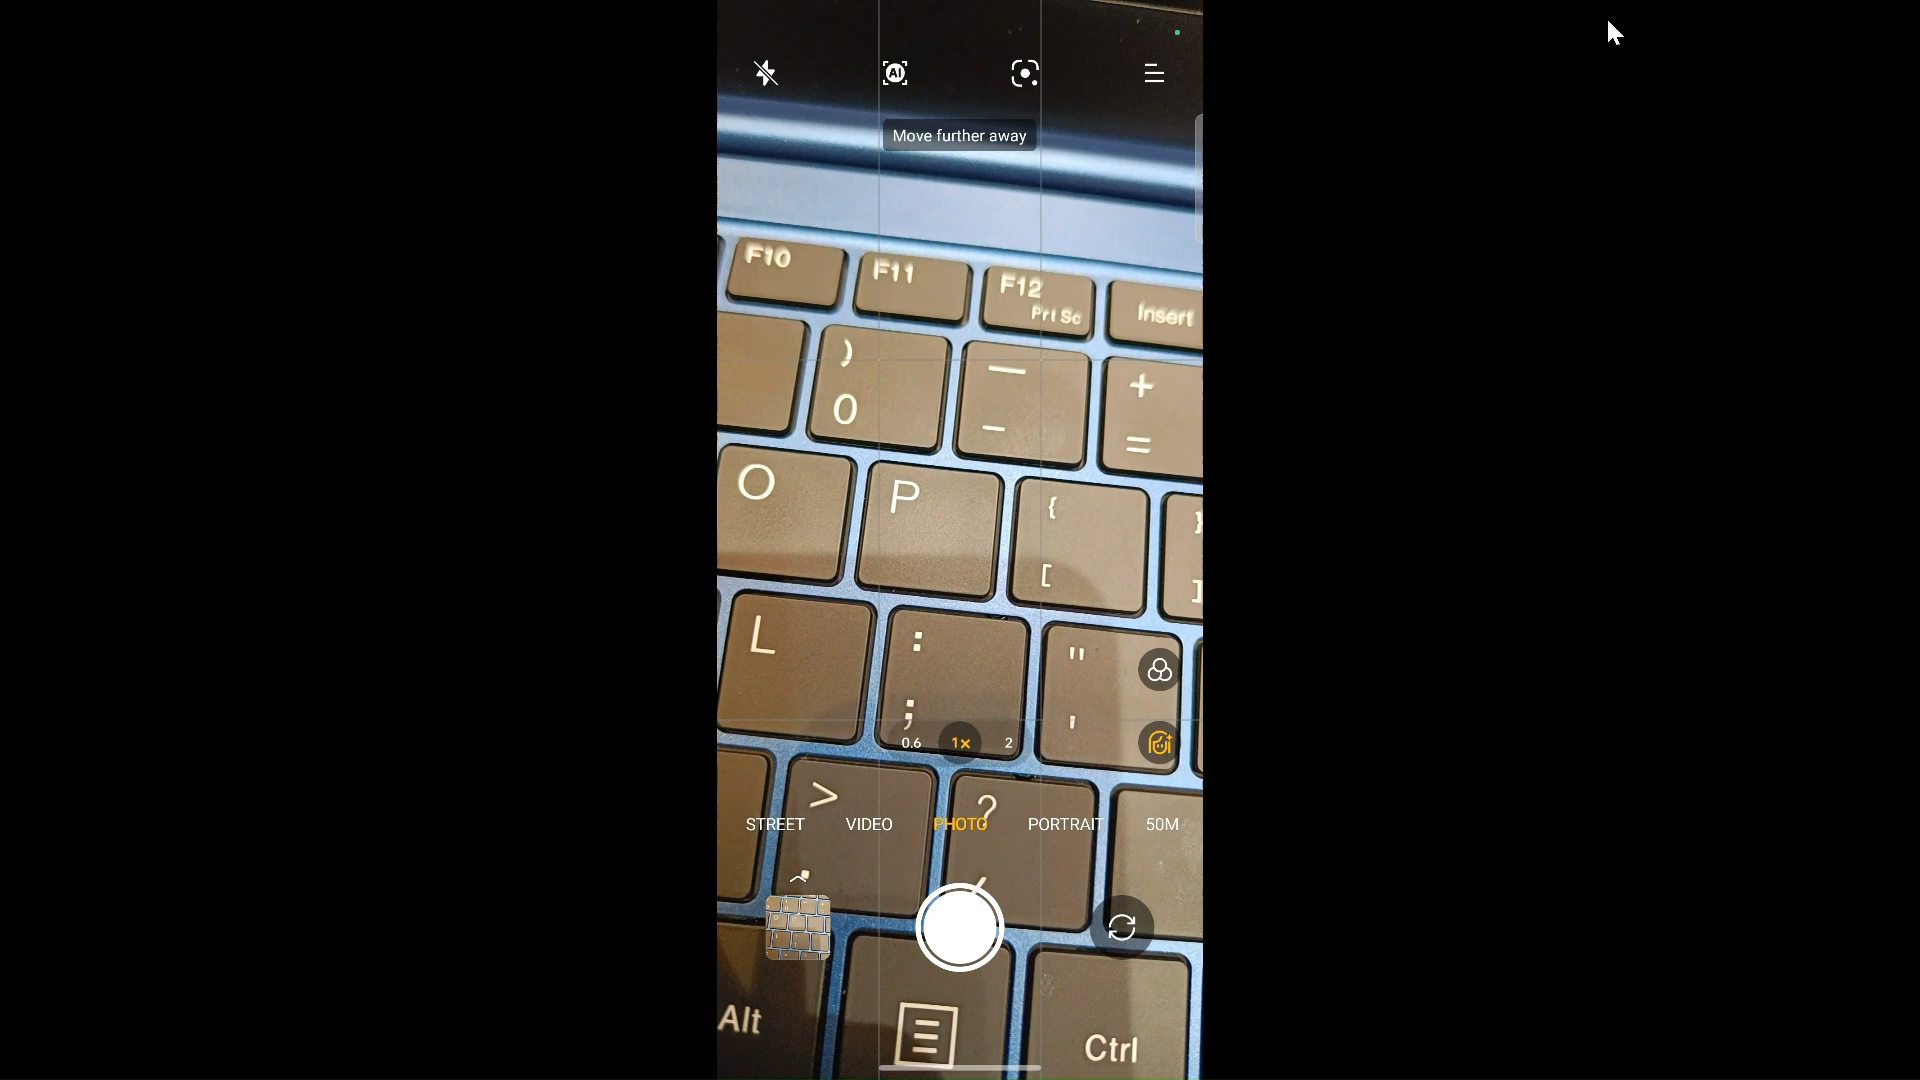 AI
Move further away
F10
F11
F12
Prt Sc
Insert
)
0
—
-
+
=
O
P
{
[
}
]
L
:
;
"
'
0.6
1×
2
>
?
STREET
VIDEO
PHOTO
PORTRAIT
50M
Alt
Ctrl